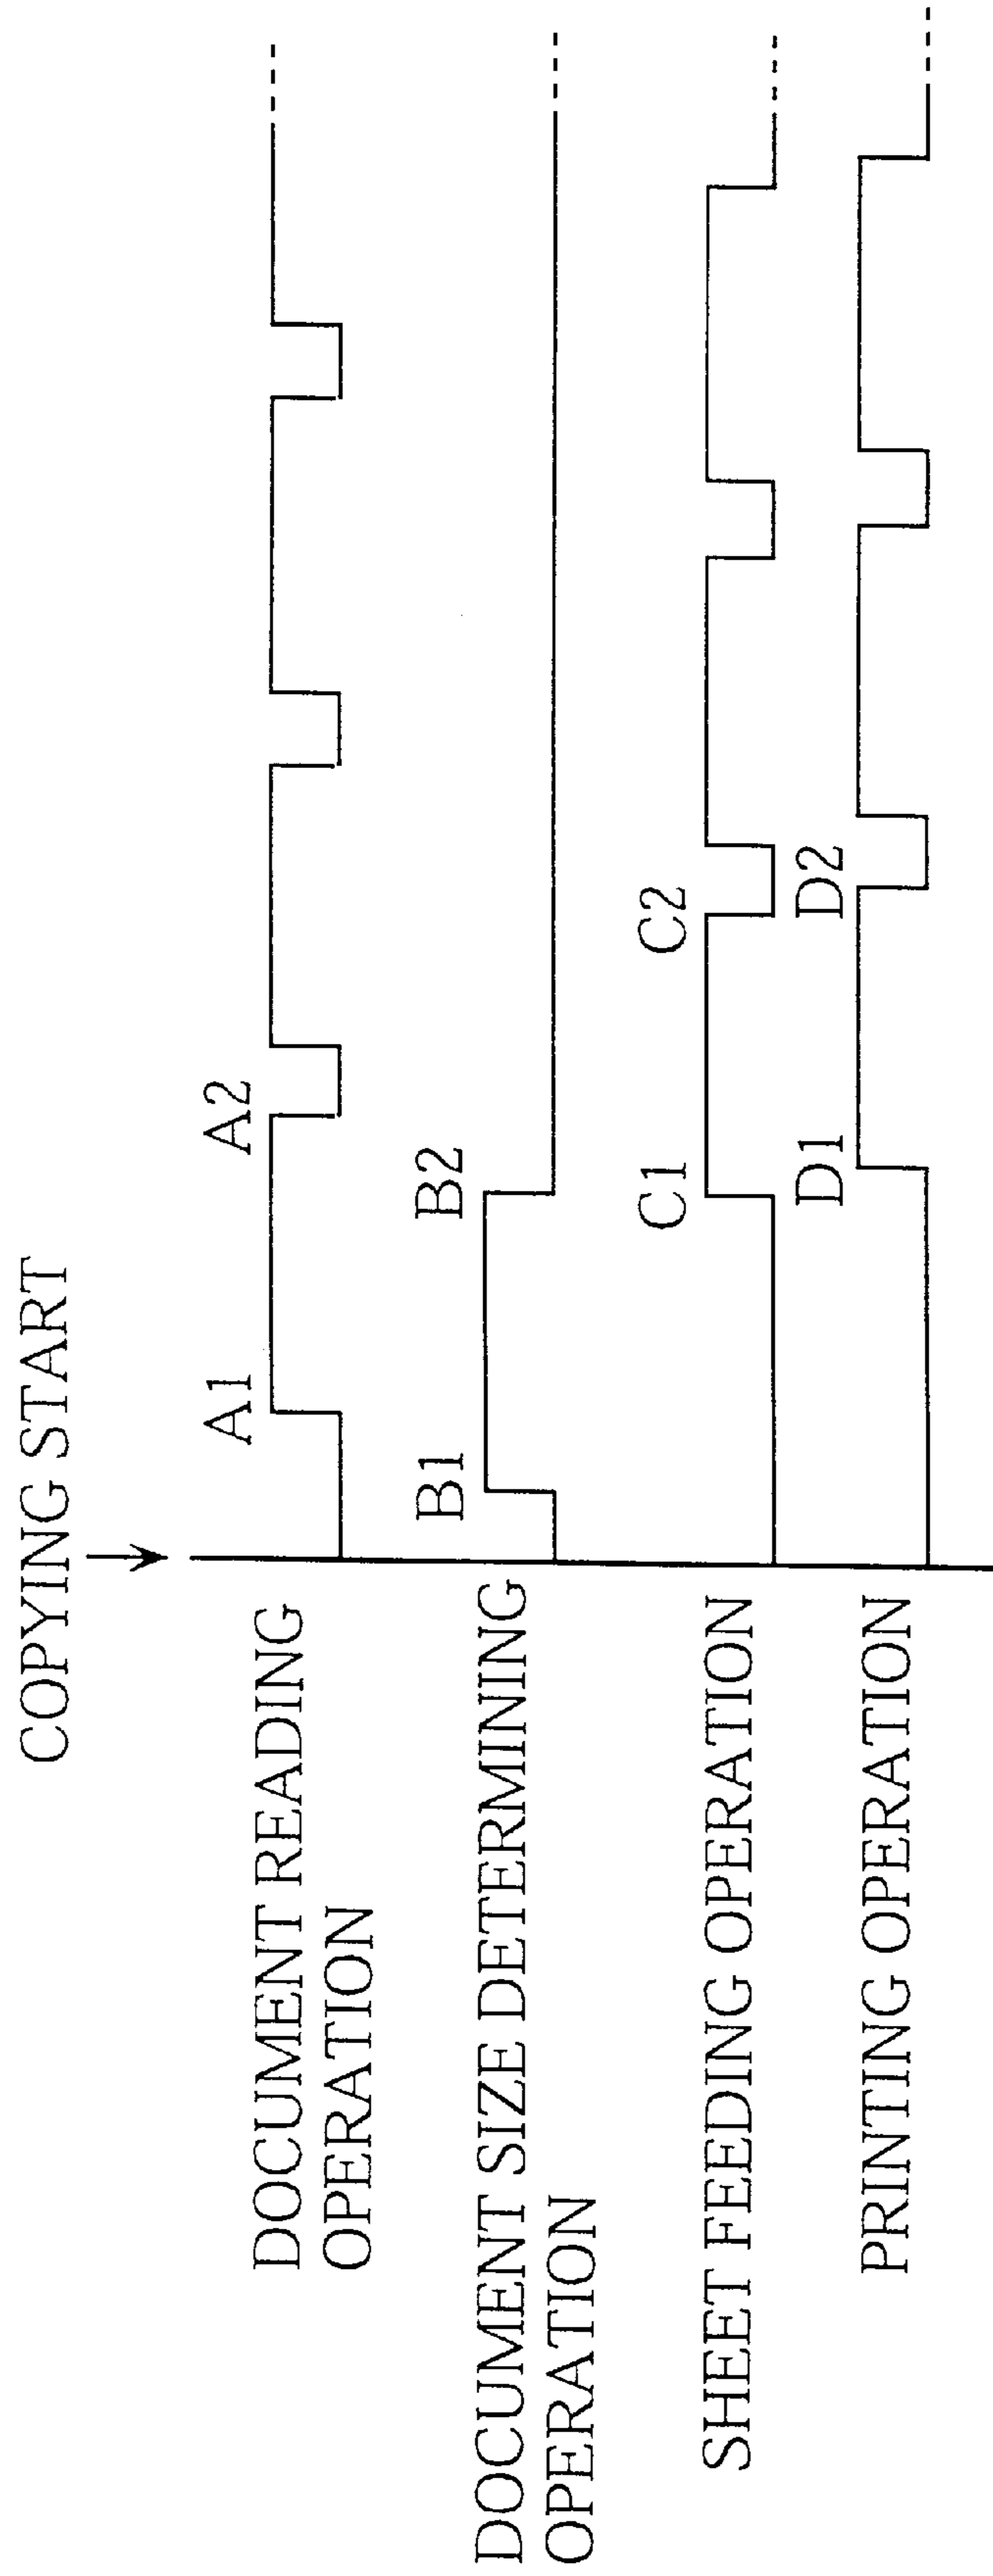 COPYING START
DOCUMENT READING
OPERATION
A1
A2
DOCUMENT SIZE DETERMINING
OPERATION
B1
B2
SHEET FEEDING OPERATION
C1
C2
PRINTING OPERATION
D1
D2